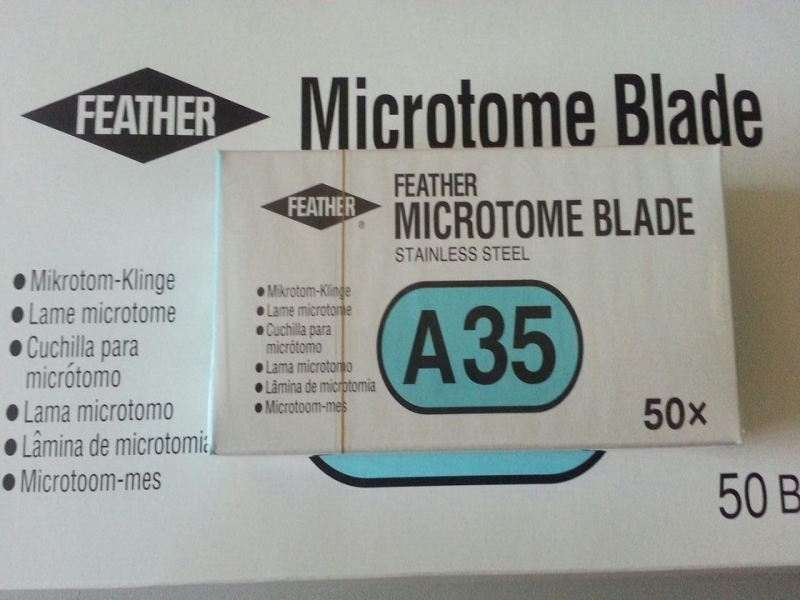 FEATHER
Microtome Blade
● Mikrotom-Klinge
● Lame microtome
● Cuchilla para
micrótomo
● Lama microtomo
● Lâmina de microtomia
● Microtoom-mes
50 B
FEATHER
®
FEATHER
MICROTOME BLADE
STAINLESS STEEL
● Mikrotom-Klinge
● Lame microtome
● Cuchilla para
micrótomo
● Lama microtomo
● Lâmina de microtomia
● Microtoom-mes
A35
50×